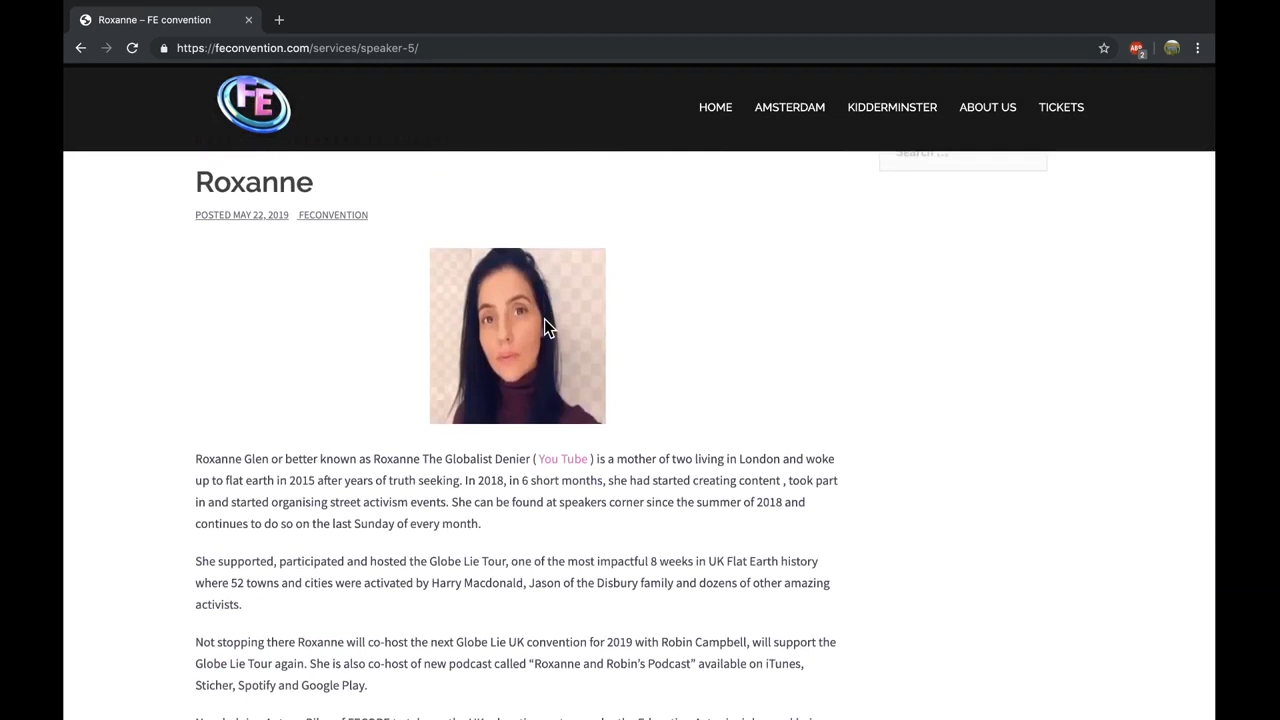 Roxanne – FE convention
https://feconvention.com/services/speaker-5/
ABP
2
FE
HOME
AMSTERDAM
KIDDERMINSTER
ABOUT US
TICKETS
Roxanne
POSTED MAY 22, 2019 FECONVENTION
Roxanne Glen or better known as Roxanne The Globalist Denier ( You Tube ) is a mother of two living in London and woke
up to flat earth in 2015 after years of truth seeking. In 2018, in 6 short months, she had started creating content , took part
in and started organising street activism events. She can be found at speakers corner since the summer of 2018 and
continues to do so on the last Sunday of every month.
She supported, participated and hosted the Globe Lie Tour, one of the most impactful 8 weeks in UK Flat Earth history
where 52 towns and cities were activated by Harry Macdonald, Jason of the Disbury family and dozens of other amazing
activists.
Not stopping there Roxanne will co-host the next Globe Lie UK convention for 2019 with Robin Campbell, will support the
Globe Lie Tour again. She is also co-host of new podcast called “Roxanne and Robin’s Podcast” available on iTunes,
Sticher, Spotify and Google Play.